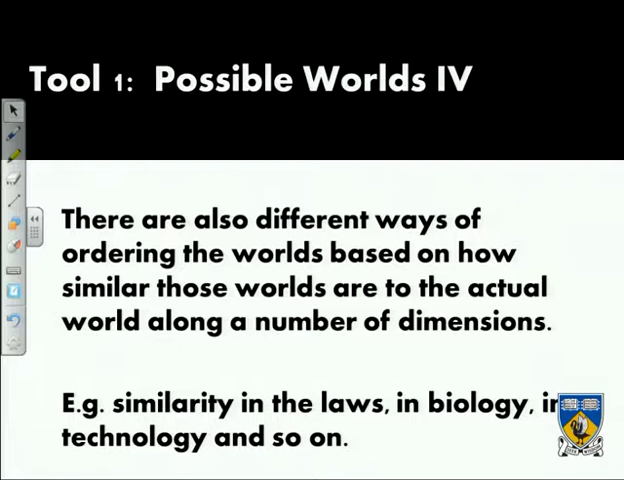 Tool 1: Possible Worlds IV
There are also different ways of
ordering the worlds based on how
similar those worlds are to the actual
world along a number of dimensions.
E.g. similarity in the laws, in biology, in
technology and so on.